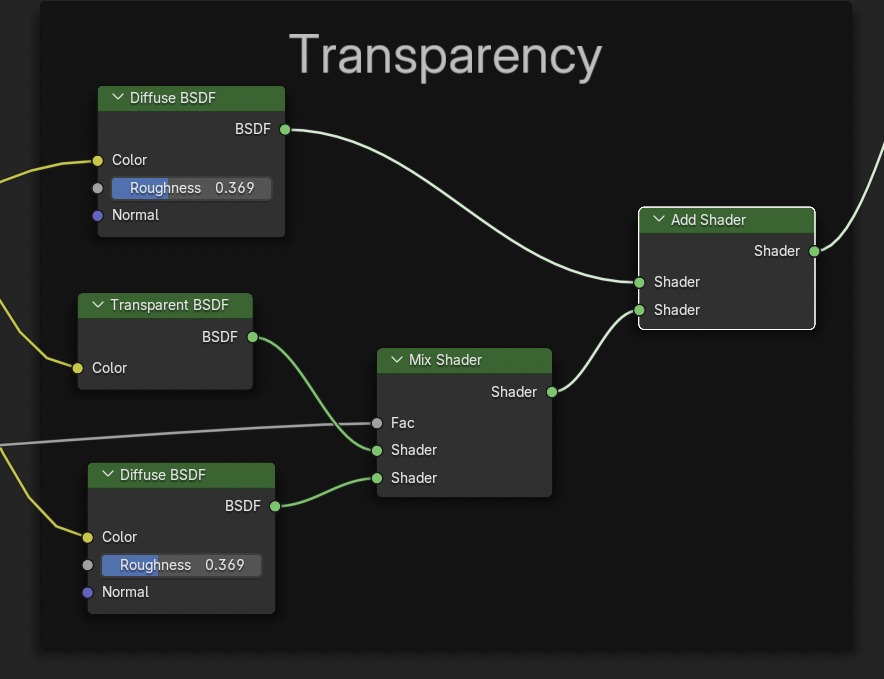 Transparency
Diffuse BSDF
BSDF
Color
Roughness 0.369
Normal
Transparent BSDF
BSDF
Color
Diffuse BSDF
BSDF
Color
Roughness 0.369
Normal
Mix Shader
Shader
Fac
Shader
Shader
Add Shader
Shader
Shader
Shader